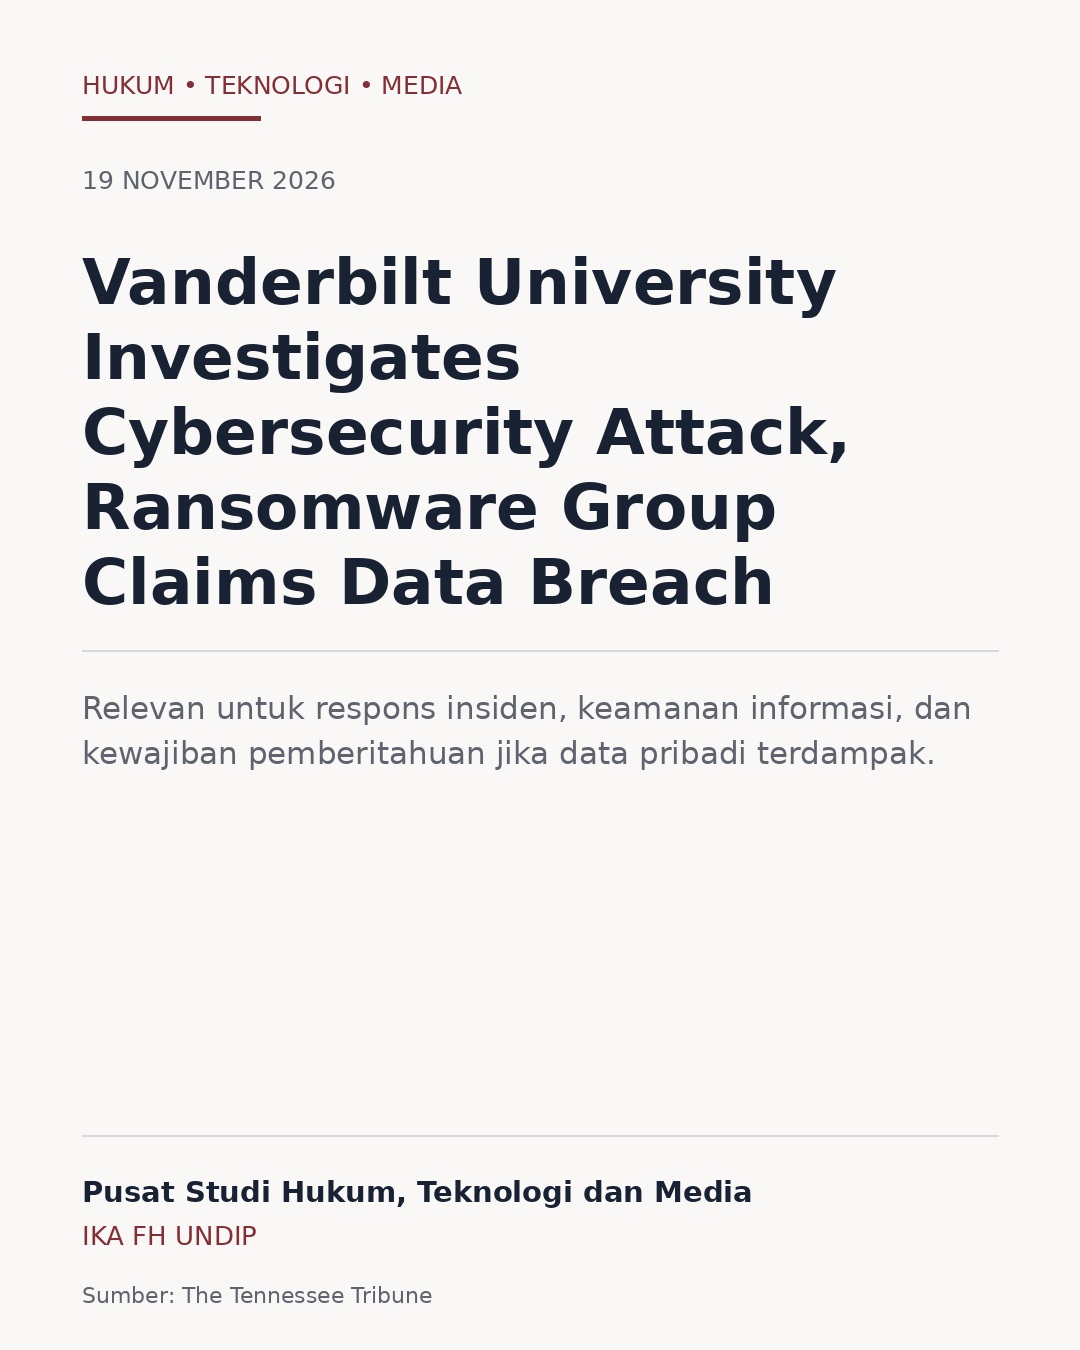 HUKUM • TEKNOLOGI • MEDIA
19 NOVEMBER 2026
Vanderbilt University
Investigates
Cybersecurity Attack,
Ransomware Group
Claims Data Breach
Relevan untuk respons insiden, keamanan informasi, dan
kewajiban pemberitahuan jika data pribadi terdampak.
Pusat Studi Hukum, Teknologi dan Media
IKA FH UNDIP
Sumber: The Tennessee Tribune